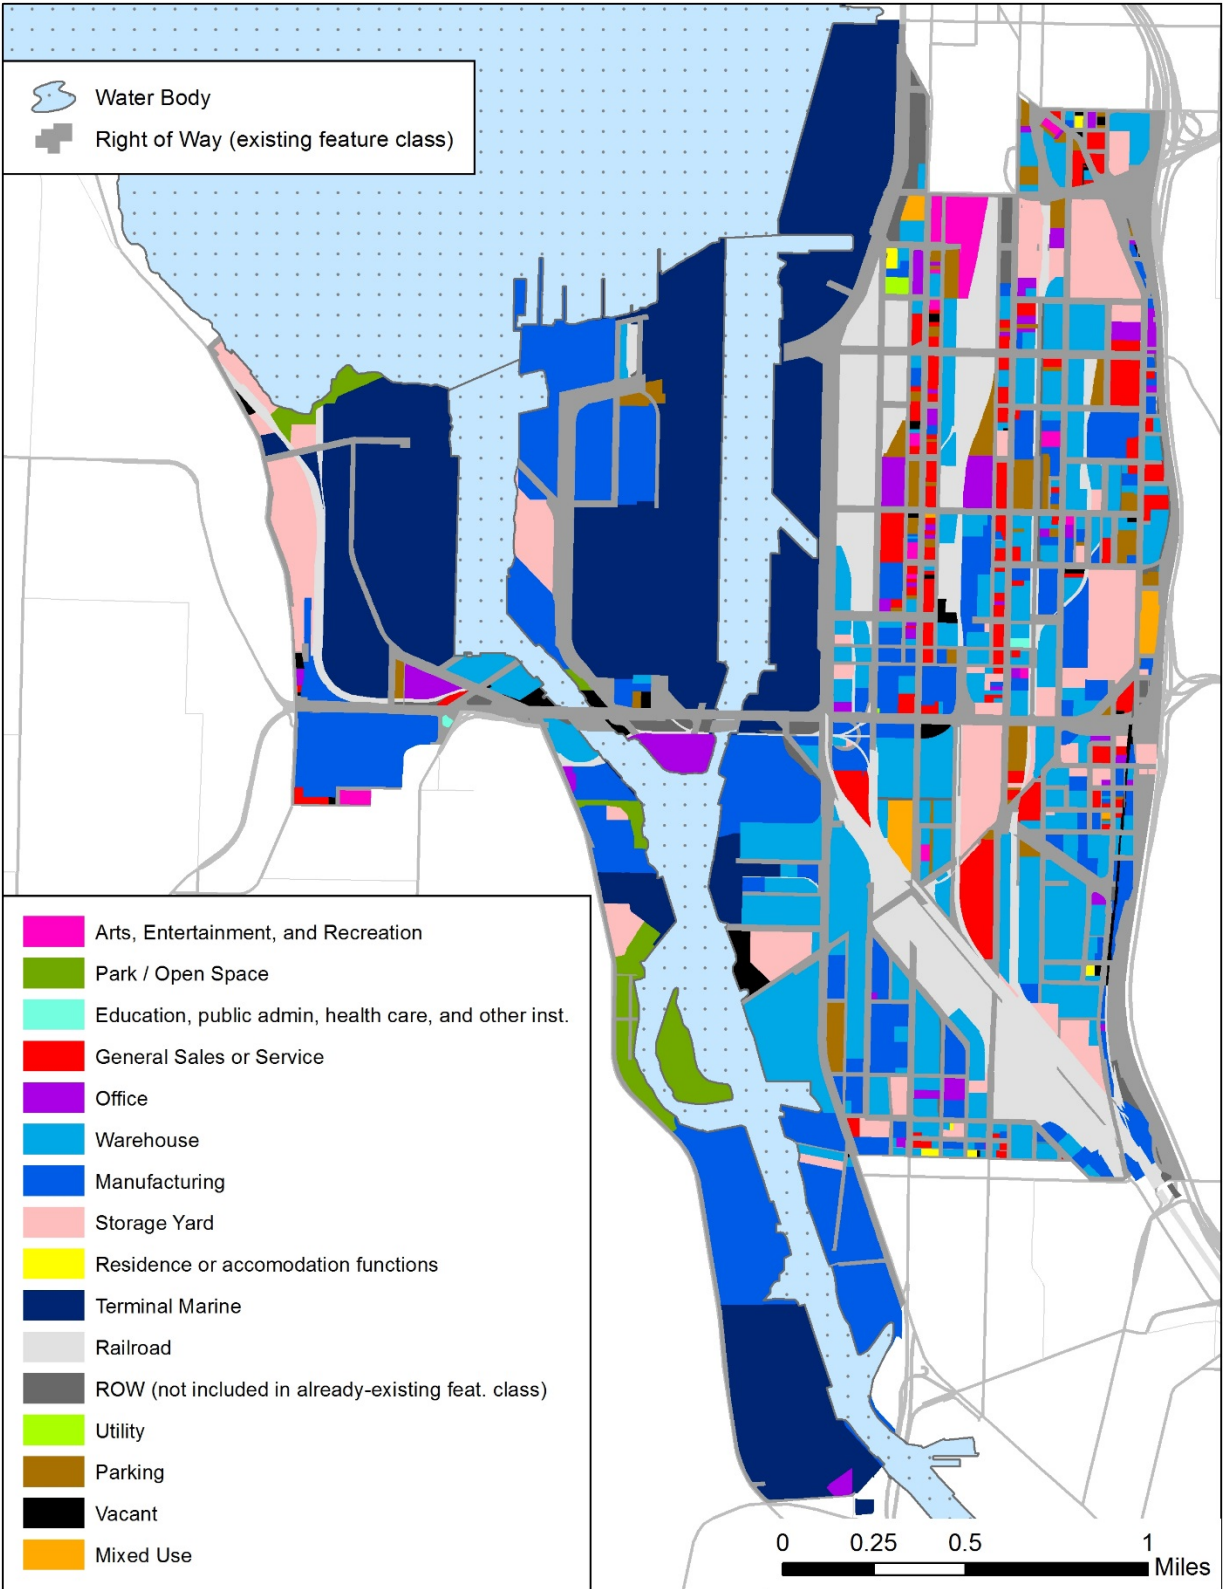 Water Body
Right of Way (existing feature class)
Arts, Entertainment, and Recreation
Park / Open Space
Education, public admin, health care, and other inst.
General Sales or Service
Office
Warehouse
Manufacturing
Storage Yard
Residence or accomodation functions
Terminal Marine
Railroad
ROW (not included in already-existing feat. class)
Utility
Parking
Vacant
Mixed Use
0 0.25 0.5 1
Miles